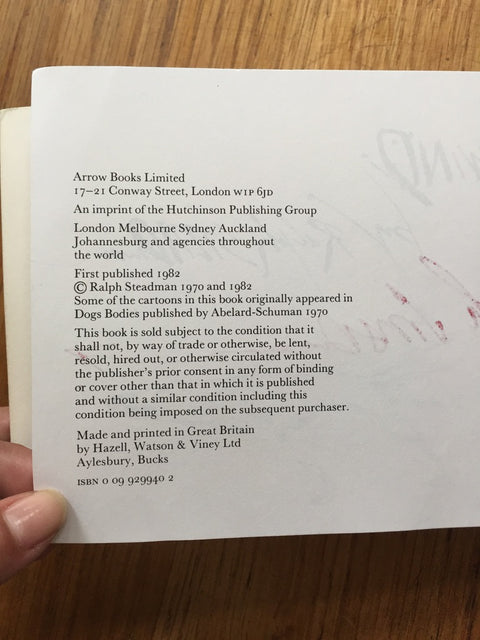 Arrow Books Limited
17–21 Conway Street, London W1P 6JD
An imprint of the Hutchinson Publishing Group
London Melbourne Sydney Auckland
Johannesburg and agencies throughout
the world
First published 1982
© Ralph Steadman 1970 and 1982
Some of the cartoons in this book originally appeared in
Dogs Bodies published by Abelard-Schuman 1970
This book is sold subject to the condition that it
shall not, by way of trade or otherwise, be lent,
resold, hired out, or otherwise circulated without
the publisher's prior consent in any form of binding
or cover other than that in which it is published
and without a similar condition including this
condition being imposed on the subsequent purchaser.
Made and printed in Great Britain
by Hazell, Watson & Viney Ltd
Aylesbury, Bucks
ISBN 0 09 929940 2